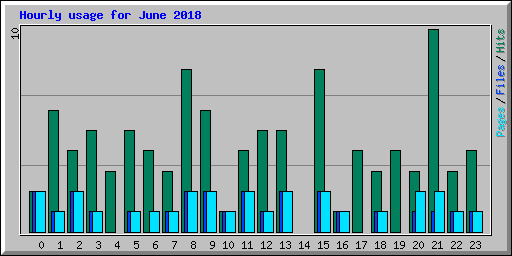 Hourly usage for June 2018
10
Pages/Files/Hits
0 1 2 3 4 5 6 7 8 9 10 11 12 13 14 15 16 17 18 19 20 21 22 23